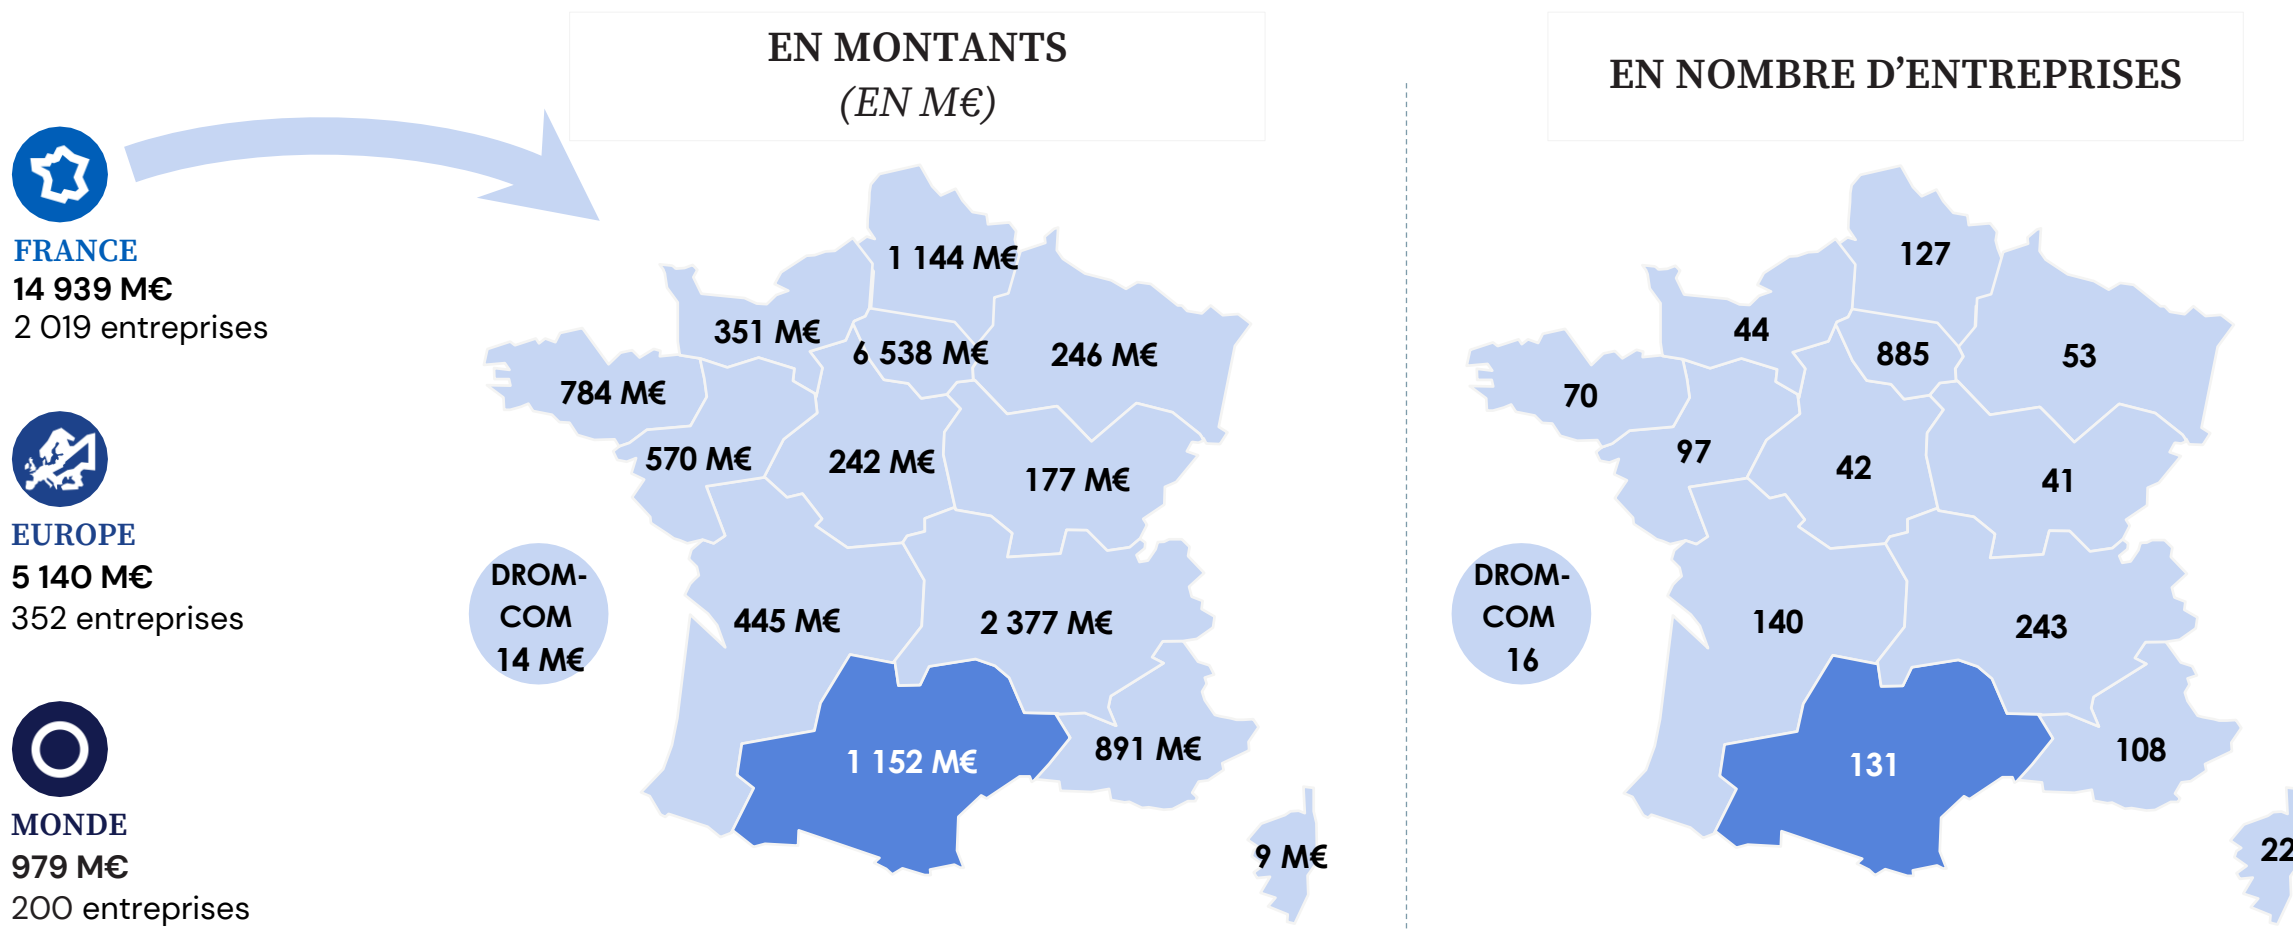 EN MONTANTS
(EN M€)
EN NOMBRE D’ENTREPRISES
FRANCE
14 939 M€
2 019 entreprises
EUROPE
5 140 M€
352 entreprises
MONDE
979 M€
200 entreprises
1 144 M€
351 M€
6 538 M€
246 M€
784 M€
570 M€
242 M€
177 M€
DROM-
COM
14 M€
445 M€
2 377 M€
1 152 M€
891 M€
9 M€
127
44
885
53
70
97
42
41
DROM-
COM
16
140
243
131
108
22